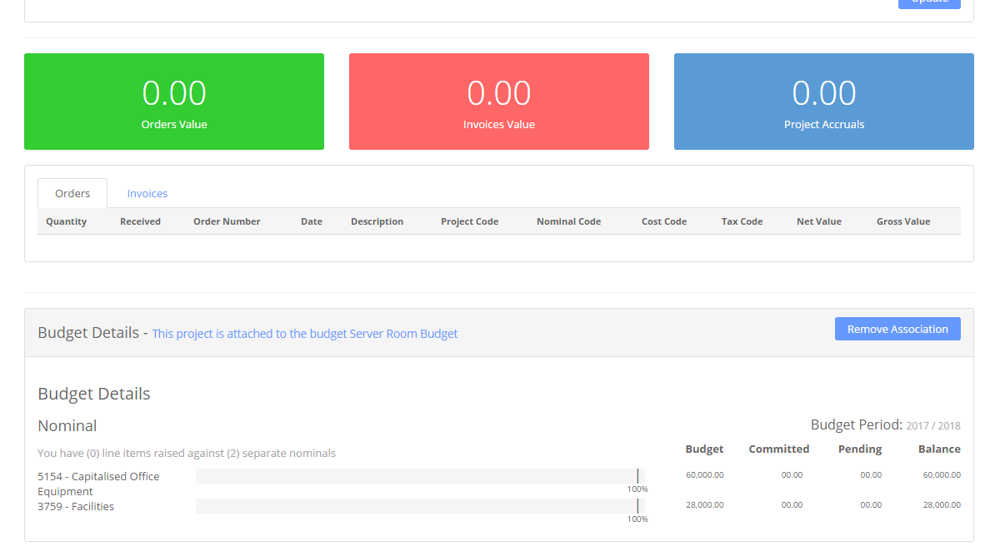 Update
0.00 0.00 0.00
Orders Value Invoices Value Project Accruals
Orders Invoices
Quantity Received Order Number Date Description Project Code Nominal Code Cost Code Tax Code Net Value Gross Value
Budget Details - This project is attached to the budget Server Room Budget Remove Association
Budget Details
Nominal Budget Period: 2017 / 2018
You have (0) line items raised against (2) separate nominals Budget Committed Pending Balance
5154 - Capitalised Office 60,000.00 00.00 00.00 60,000.00
Equipment 100%
3759 - Facilities 28,000.00 00.00 00.00 28,000.00
100%